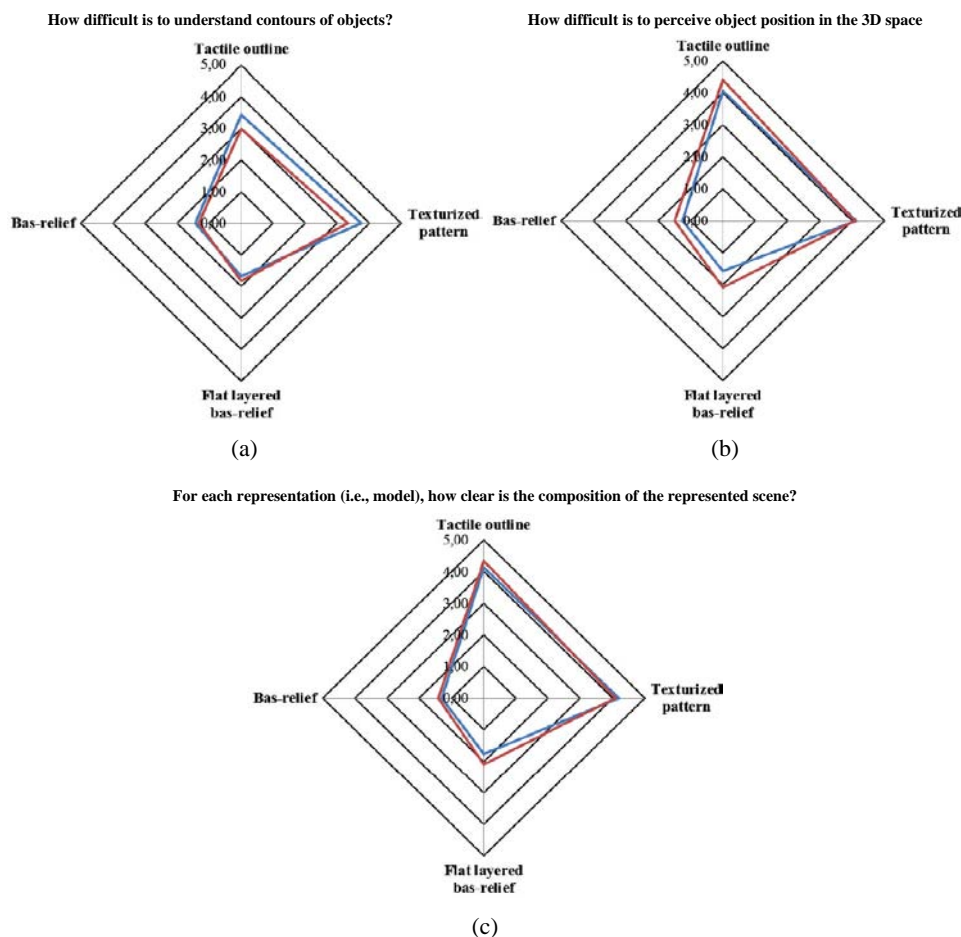 How difficult is to understand contours of objects?
Tactile outline
5,00
4,00
3,00
2,00
1,00
0,00
Bas-relief
Texturized
pattern
Flat layered
bas-relief
(a)
How difficult is to perceive object position in the 3D space
Tactile outline
5,00
4,00
3,00
2,00
1,00
0,00
Bas-relief
Texturized
pattern
Flat layered
bas-relief
(b)
For each representation (i.e., model), how clear is the composition of the represented scene?
Tactile outline
5,00
4,00
3,00
2,00
1,00
0,00
Bas-relief
Texturized
pattern
Flat layered
bas-relief
(c)